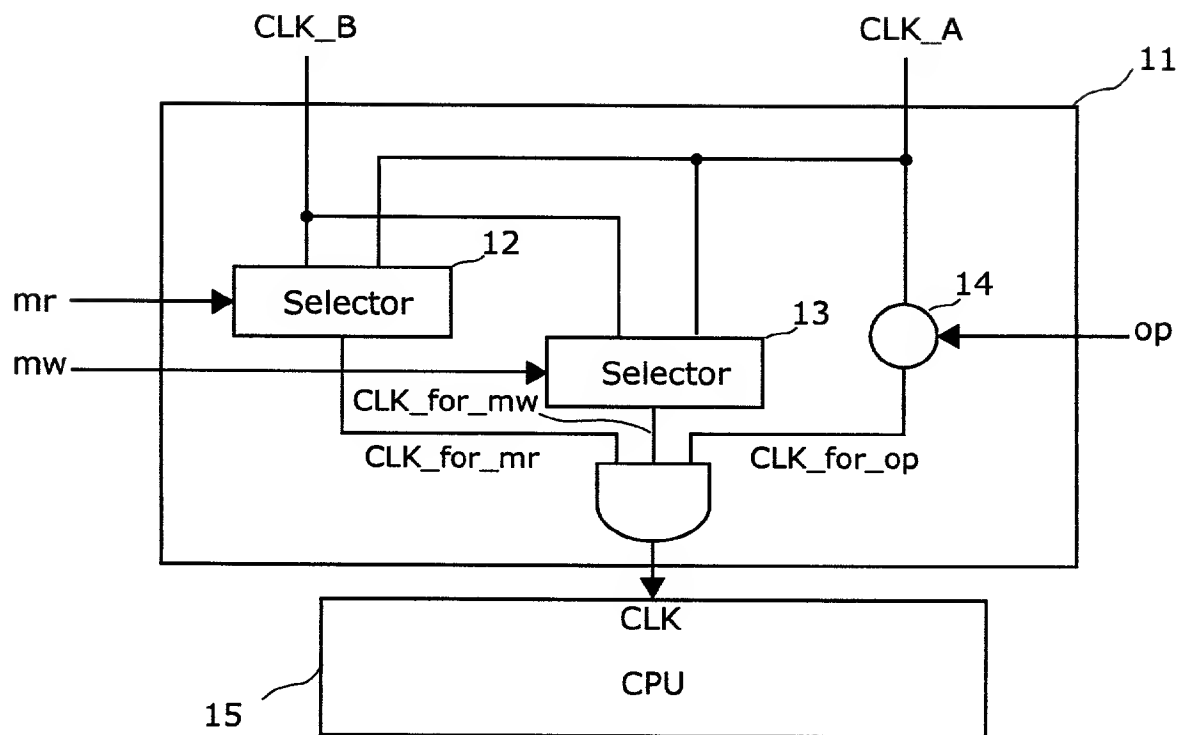 CLK_B
CLK_A
11
12
Selector
mr
14
13
op
mw
Selector
CLK_for_mw
CLK_for_mr
CLK_for_op
CLK
CPU
15